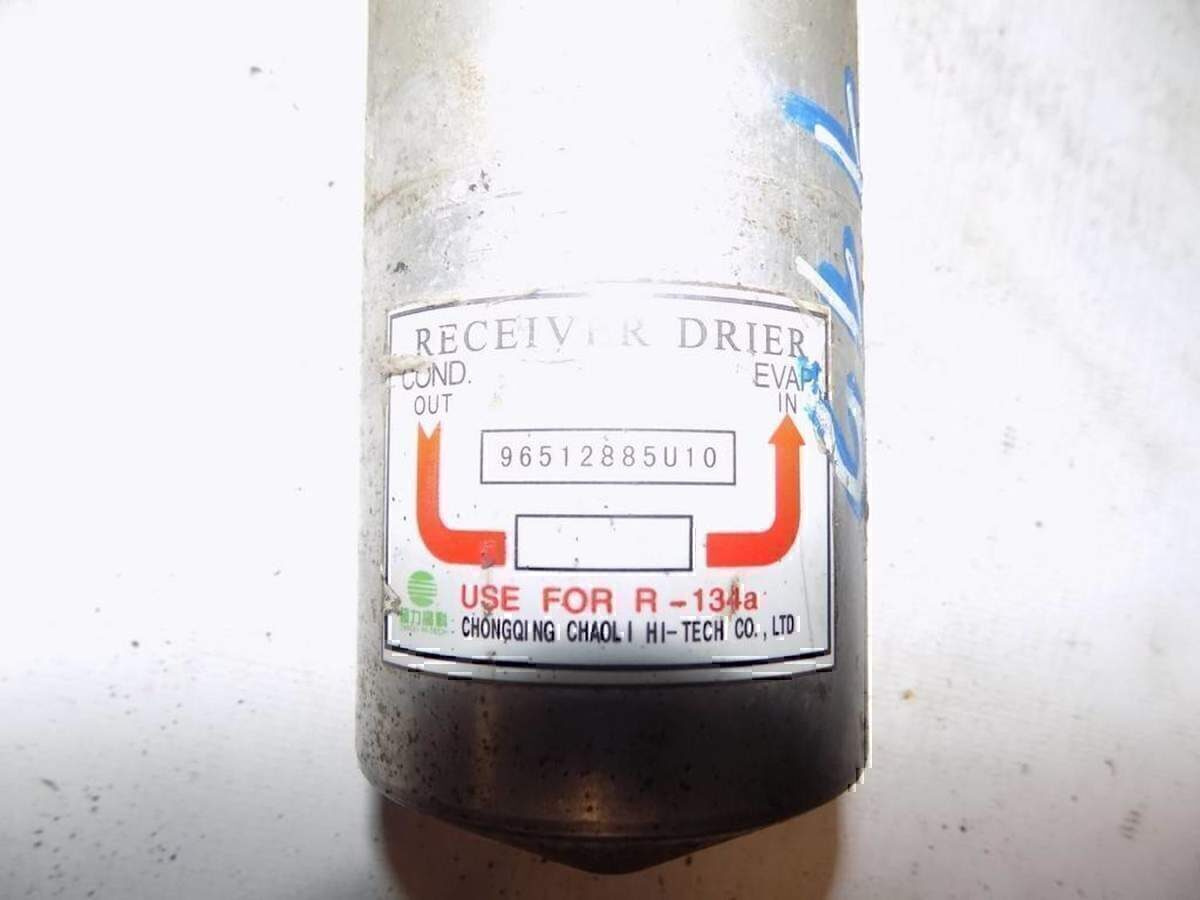 RECEIVER DRIER
COND.
OUT
EVAP.
IN
96512885U10
USE FOR R-134a
CHONGQING CHAOLI HI-TECH CO.,LTD